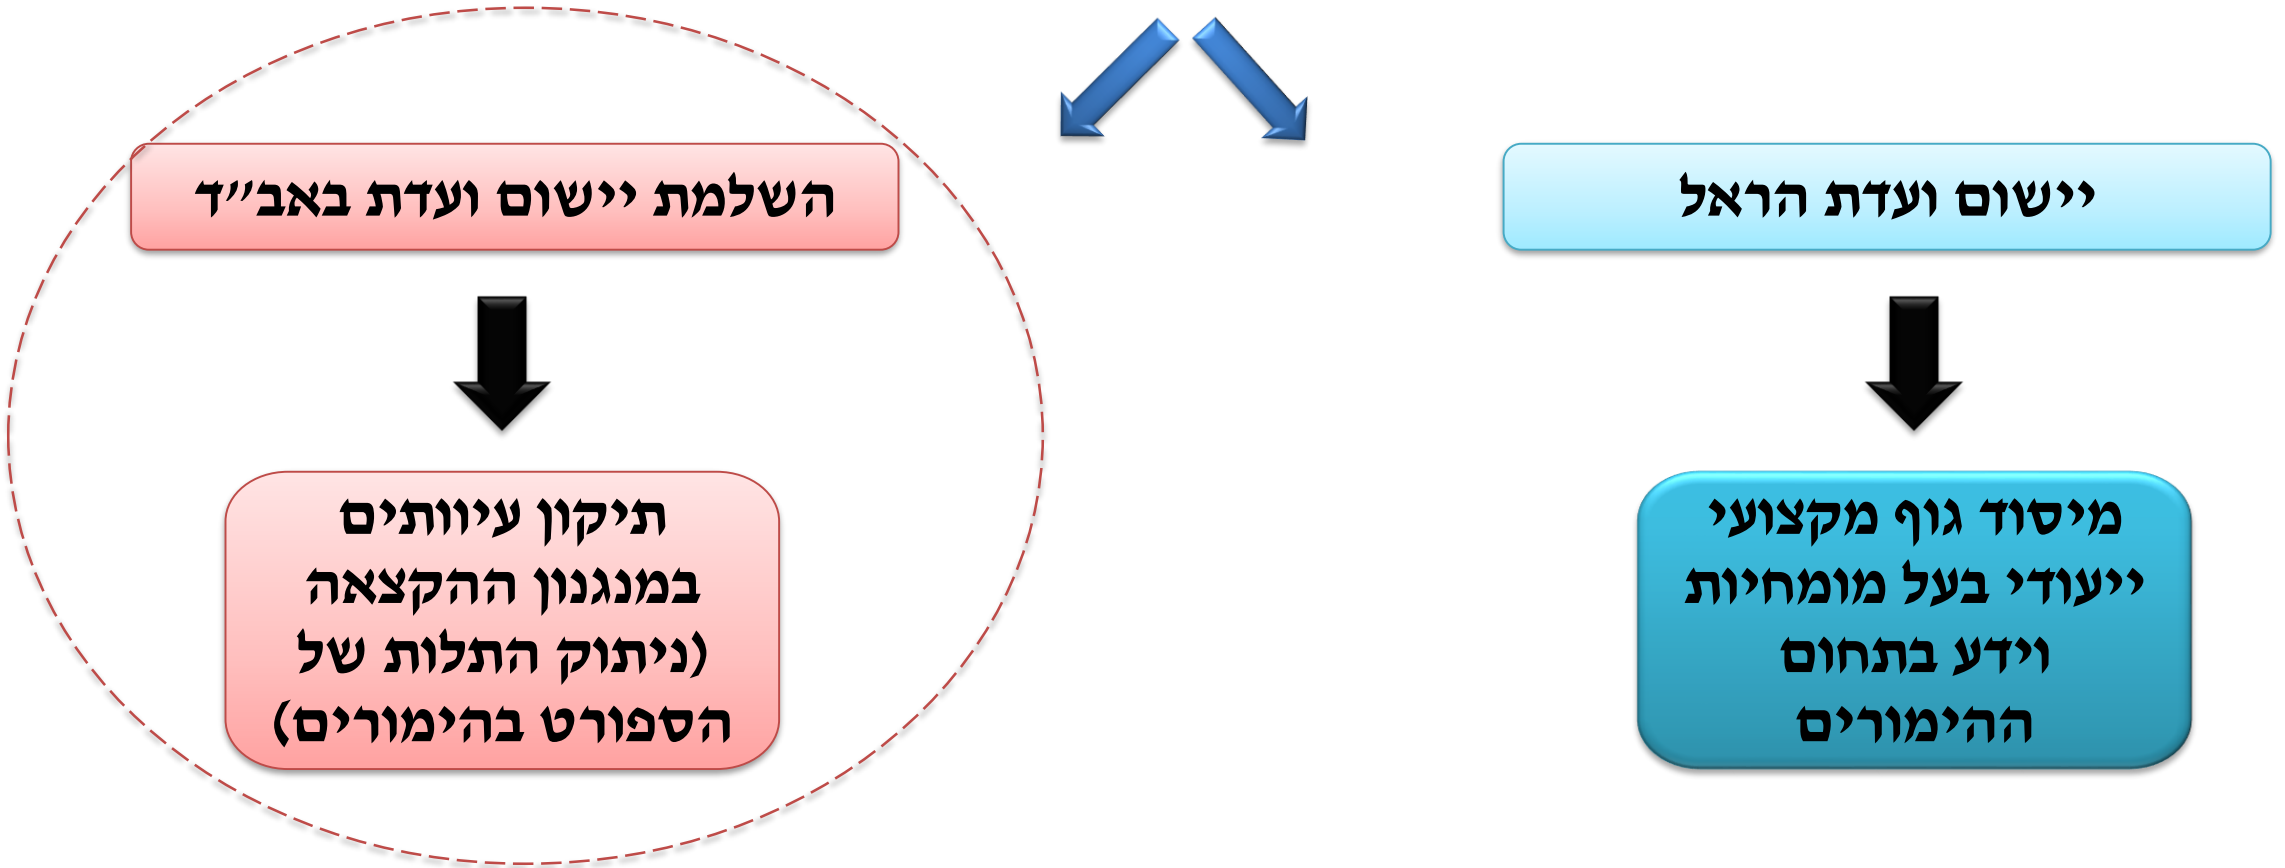 יישום ועדת הראל
מיסוד גוף מקצועי
ייעודי בעל מומחיות
וידע בתחום
ההימורים
השלמת יישום ועדת באב״ד
תיקון עיוותים
במנגנון ההקצאה
(ניתוק התלות של
הספורט בהימורים)